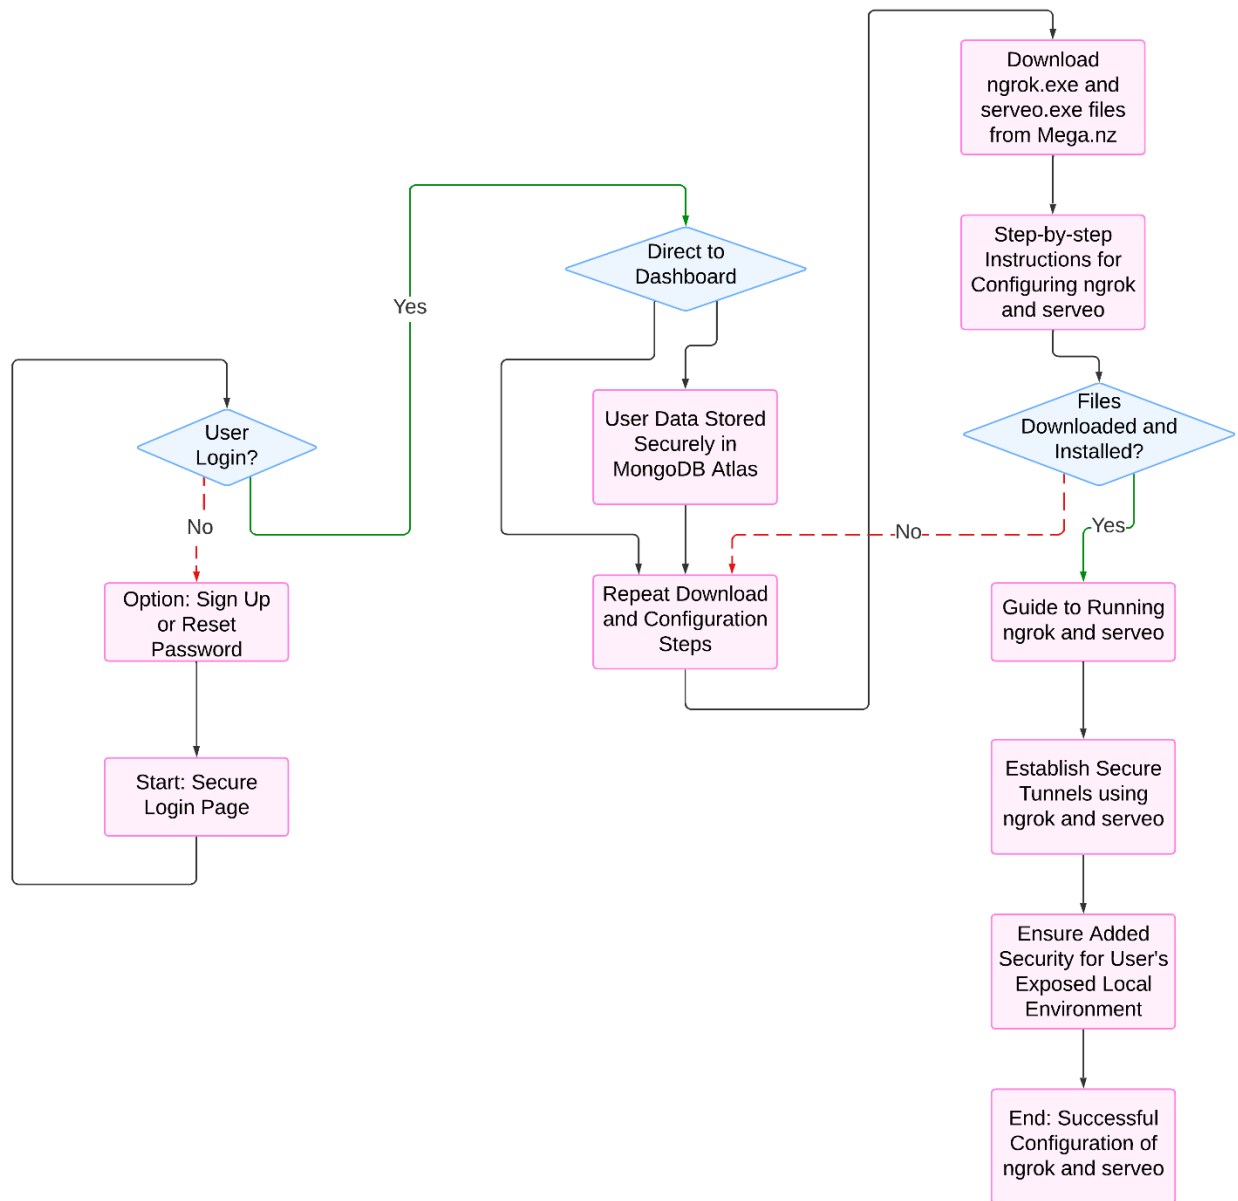 User
Login?
No
Option: Sign Up
or Reset
Password
Start: Secure
Login Page
Yes
Direct to
Dashboard
User Data Stored
Securely in
MongoDB Atlas
Repeat Download
and Configuration
Steps
Download
ngrok.exe and
serveo.exe files
from Mega.nz
Step-by-step
Instructions for
Configuring ngrok
and serveo
Files
Downloaded and
Installed?
No
Yes
Guide to Running
ngrok and serveo
Establish Secure
Tunnels using
ngrok and serveo
Ensure Added
Security for User's
Exposed Local
Environment
End: Successful
Configuration of
ngrok and serveo